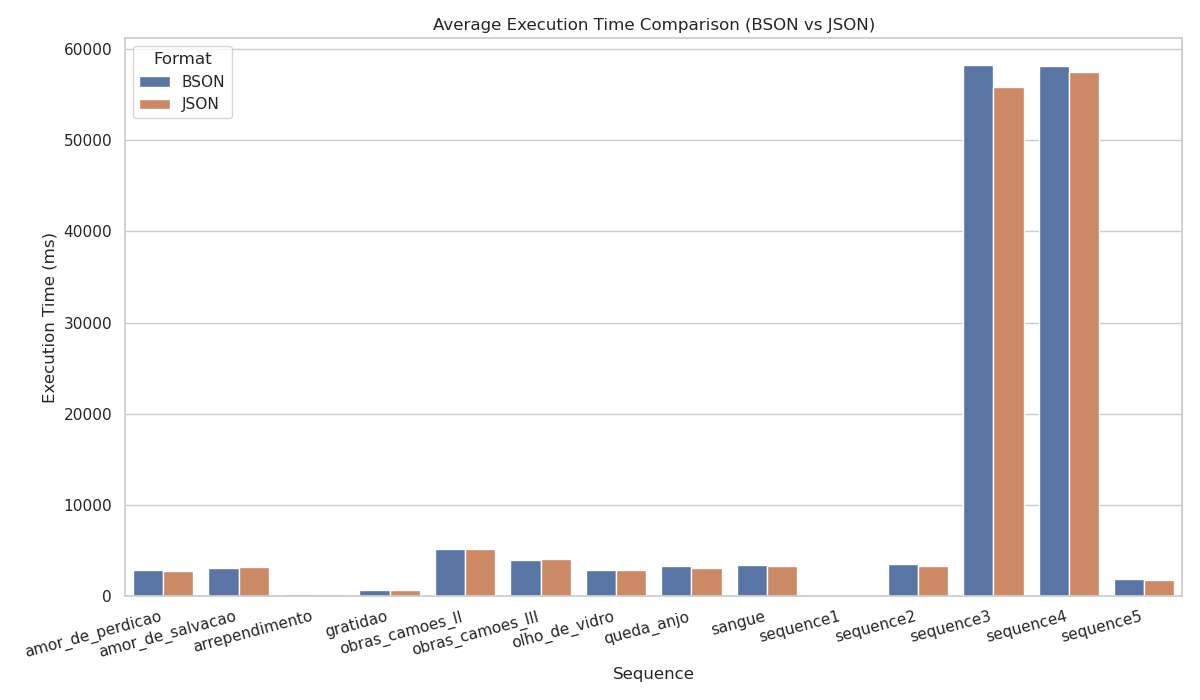 Average Execution Time Comparison (BSON vs JSON)
Format
BSON
JSON
Execution Time (ms)
60000
50000
40000
30000
20000
10000
0
amor_de_perdicao
amor_de_salvacao
arrependimento
gratidao
obras_camoes_II
obras_camoes_III
olho_de_vidro
queda_anjo
sangue
sequence1
sequence2
sequence3
sequence4
sequence5
Sequence